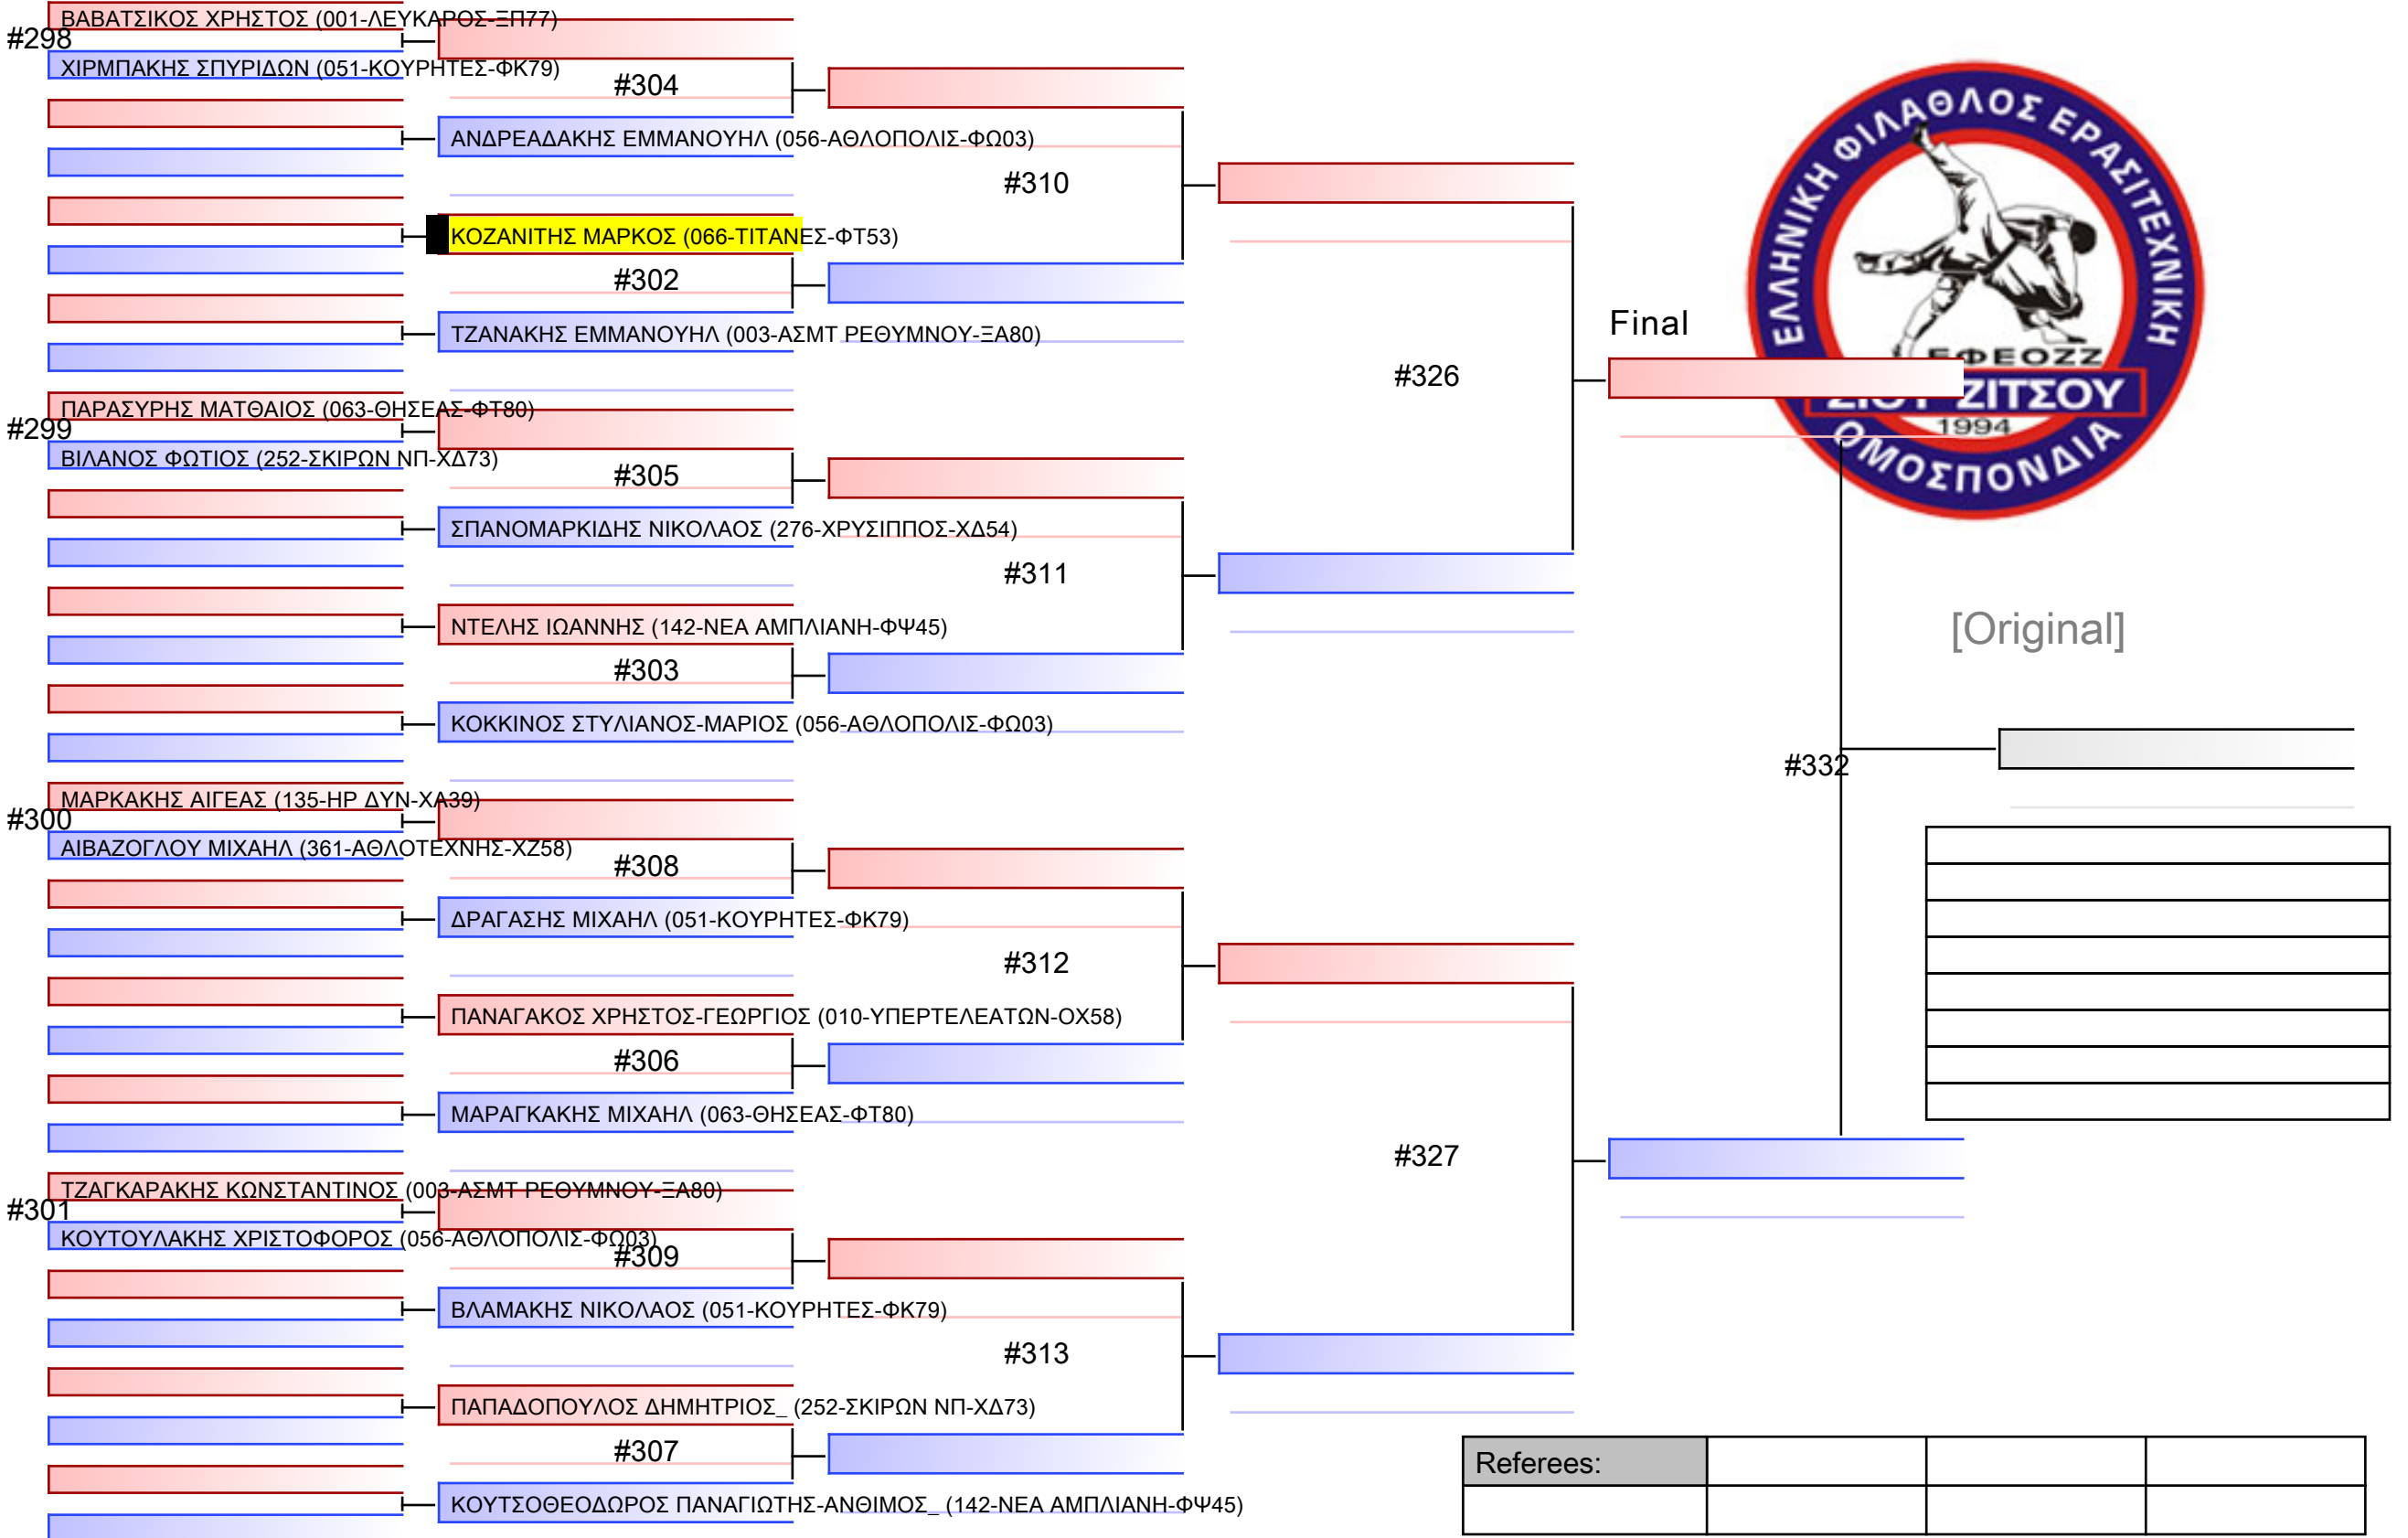 ΒΑΒΑΤΣΙΚΟΣ ΧΡΗΣΤΟΣ (001-ΛΕΥΚΑΡΟΣ-ΞΠ77)
#298
ΧΙΡΜΠΑΚΗΣ ΣΠΥΡΙΔΩΝ (051-ΚΟΥΡΗΤΕΣ-ΦΚ79)
#304
ΑΝΔΡΕΑΔΑΚΗΣ ΕΜΜΑΝΟΥΗΛ (056-ΑΘΛΟΠΟΛΙΣ-ΦΩ03)
#310
ΚΟΖΑΝΙΤΗΣ ΜΑΡΚΟΣ (066-ΤΙΤΑΝΕΣ-ΦΤ53)
#302
ΤΖΑΝΑΚΗΣ ΕΜΜΑΝΟΥΗΛ (003-ΑΣΜΤ ΡΕΘΥΜΝΟΥ-ΞΑ80)
#326
ΠΑΡΑΣΥΡΗΣ ΜΑΤΘΑΙΟΣ (063-ΘΗΣΕΑΣ-ΦΤ80)
#299
ΒΙΛΑΝΟΣ ΦΩΤΙΟΣ (252-ΣΚΙΡΩΝ ΝΠ-ΧΔ73)
#305
ΣΠΑΝΟΜΑΡΚΙΔΗΣ ΝΙΚΟΛΑΟΣ (276-ΧΡΥΣΙΠΠΟΣ-ΧΔ54)
#311
ΝΤΕΛΗΣ ΙΩΑΝΝΗΣ (142-ΝΕΑ ΑΜΠΛΙΑΝΗ-ΦΨ45)
#303
ΚΟΚΚΙΝΟΣ ΣΤΥΛΙΑΝΟΣ-ΜΑΡΙΟΣ (056-ΑΘΛΟΠΟΛΙΣ-ΦΩ03)
ΜΑΡΚΑΚΗΣ ΑΙΓΕΑΣ (135-ΗΡ ΔΥΝ-ΧΑ39)
#300
ΑΙΒΑΖΟΓΛΟΥ ΜΙΧΑΗΛ (361-ΑΘΛΟΤΕΧΝΗΣ-ΧΖ58)
#308
ΔΡΑΓΑΣΗΣ ΜΙΧΑΗΛ (051-ΚΟΥΡΗΤΕΣ-ΦΚ79)
#312
ΠΑΝΑΓΑΚΟΣ ΧΡΗΣΤΟΣ-ΓΕΩΡΓΙΟΣ (010-ΥΠΕΡΤΕΛΕΑΤΩΝ-ΟΧ58)
#306
ΜΑΡΑΓΚΑΚΗΣ ΜΙΧΑΗΛ (063-ΘΗΣΕΑΣ-ΦΤ80)
#327
ΤΖΑΓΚΑΡΑΚΗΣ ΚΩΝΣΤΑΝΤΙΝΟΣ (003-ΑΣΜΤ ΡΕΘΥΜΝΟΥ-ΞΑ80)
#301
ΚΟΥΤΟΥΛΑΚΗΣ ΧΡΙΣΤΟΦΟΡΟΣ (056-ΑΘΛΟΠΟΛΙΣ-ΦΩ03)
#309
ΒΛΑΜΑΚΗΣ ΝΙΚΟΛΑΟΣ (051-ΚΟΥΡΗΤΕΣ-ΦΚ79)
#313
ΠΑΠΑΔΟΠΟΥΛΟΣ ΔΗΜΗΤΡΙΟΣ_ (252-ΣΚΙΡΩΝ ΝΠ-ΧΔ73)
#307
ΚΟΥΤΣΟΘΕΟΔΩΡΟΣ ΠΑΝΑΓΙΩΤΗΣ-ΑΝΘΙΜΟΣ_ (142-ΝΕΑ ΑΜΠΛΙΑΝΗ-ΦΨ45)
ΕΛΛΗΝΙΚΗ ΦΙΛΑΘΛΟΣ ΕΡΑΣΙΤΕΧΝΙΚΗ
ΕΦΕΟΖΖ
ΖΙΤΣΟΥ
1994
ΟΜΟΣΠΟΝΔΙΑ
Final
[Original]
#332
Referees: